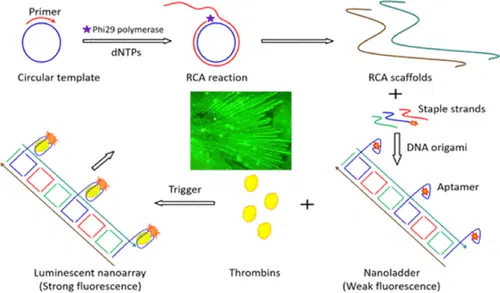 Primer
Phi29 polymerase
dNTPs
Circular template
RCA reaction
RCA scaffolds
+
Staple strands
DNA origami
Aptamer
Trigger
+
Luminescent nanoarray
(Strong fluorescence)
Thrombins
Nanoladder
(Weak fluorescence)